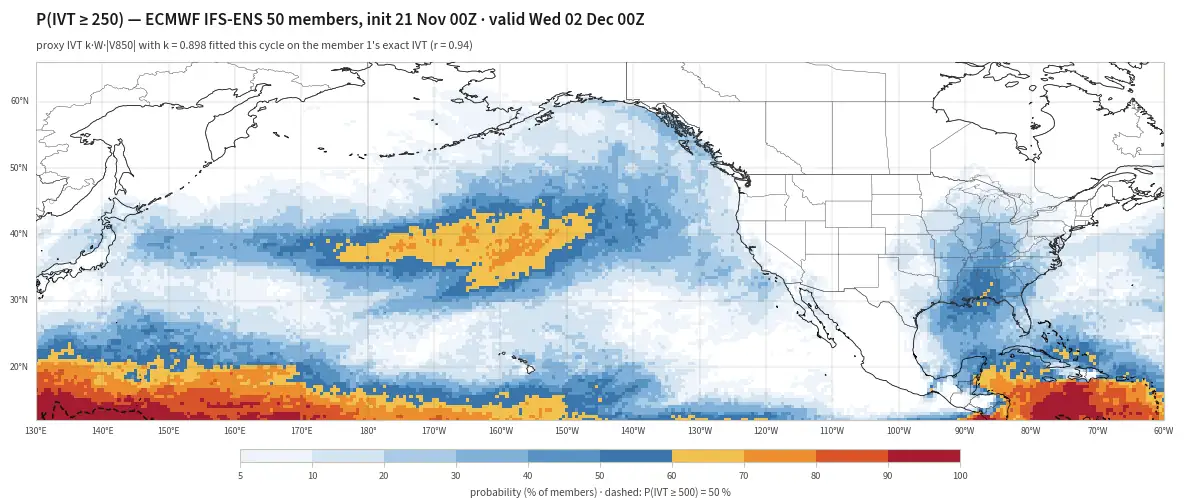 P(IVT ≥ 250) — ECMWF IFS-ENS 50 members, init 21 Nov 00Z · valid Wed 02 Dec 00Z
proxy IVT k·W·|V850| with k = 0.898 fitted this cycle on the member 1's exact IVT (r = 0.94)
60°N
50°N
40°N
30°N
20°N
130°E 140°E 150°E 160°E 170°E 180° 170°W 160°W 150°W 140°W 130°W 120°W 110°W 100°W 90°W 80°W 70°W 60°W
5 10 20 30 40 50 60 70 80 90 100
probability (% of members) · dashed: P(IVT ≥ 500) = 50 %